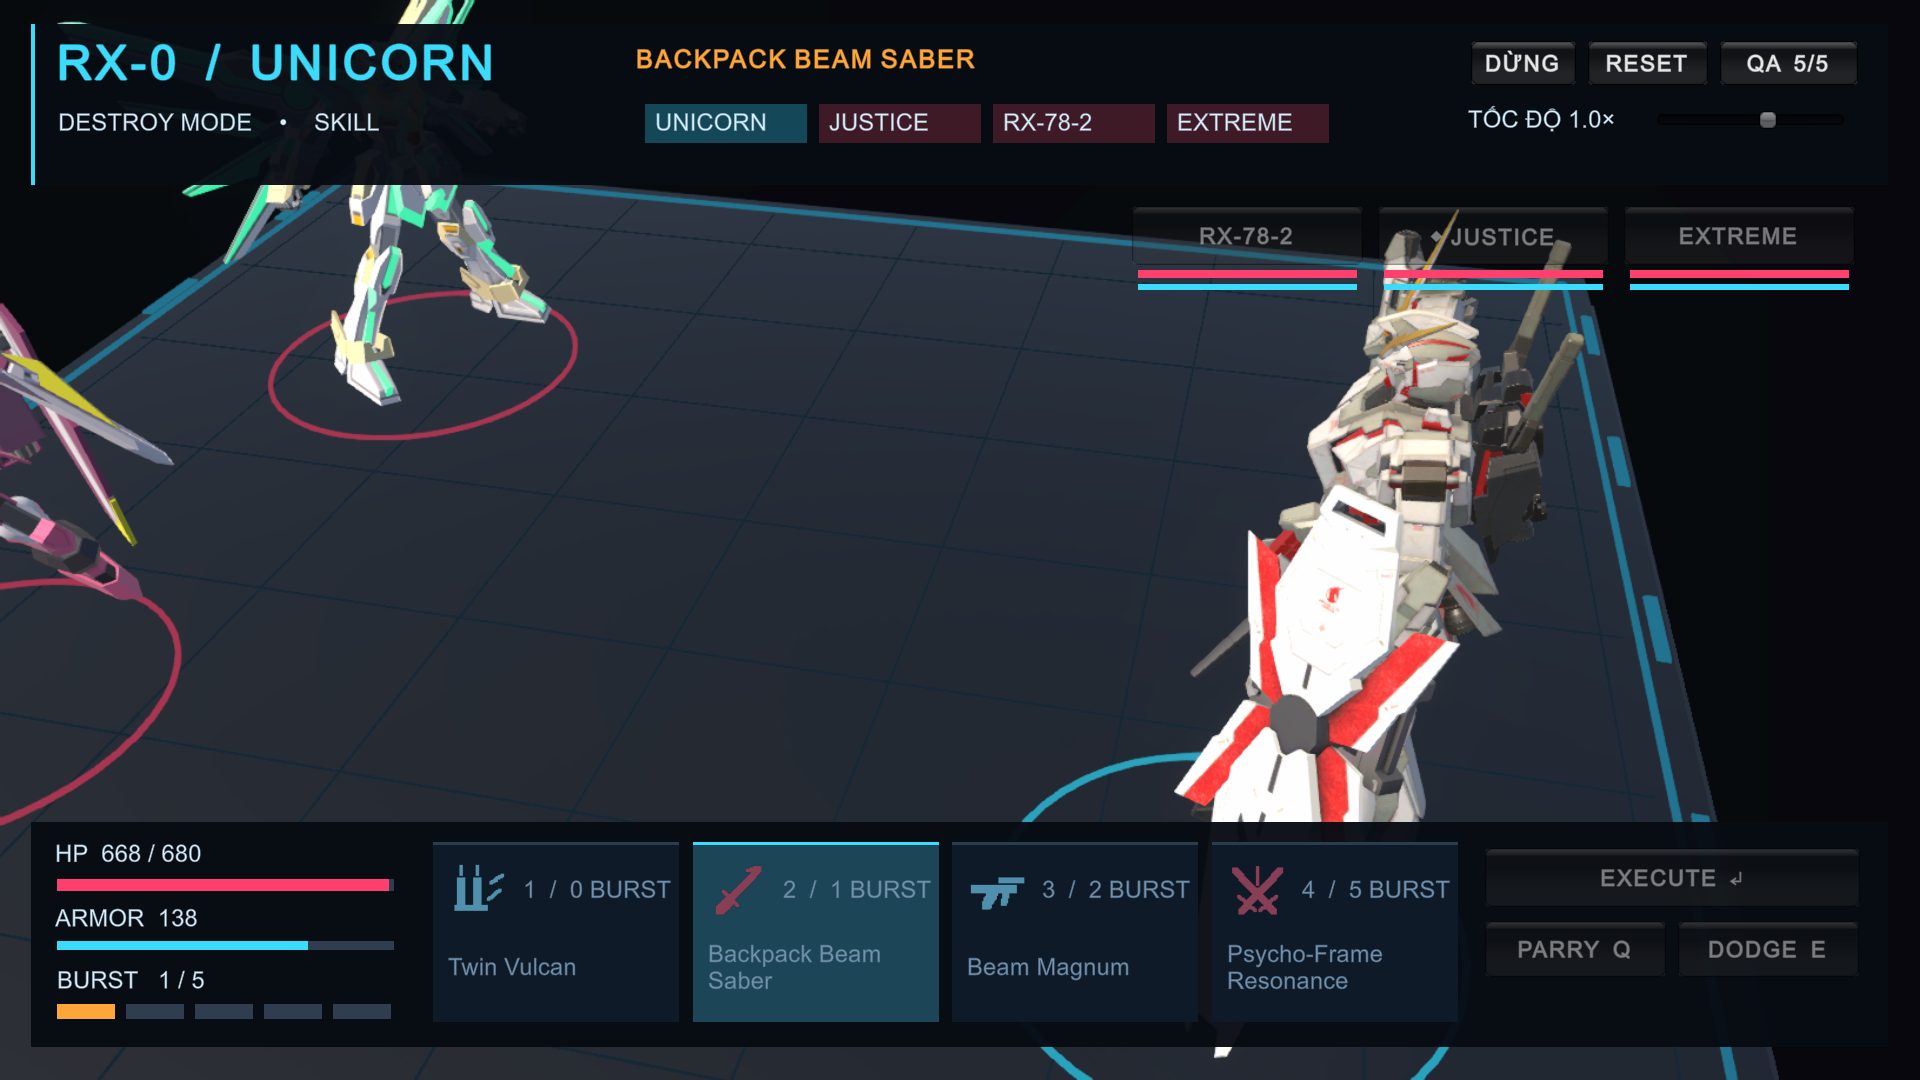 RX-0 / UNICORN
DESTROY MODE • SKILL
BACKPACK BEAM SABER
UNICORN
JUSTICE
RX-78-2
EXTREME
DỪNG
RESET
QA 5/5
TỐC ĐỘ 1.0×
RX-78-2
◆ JUSTICE
EXTREME
HP 668 / 680
ARMOR 138
BURST 1 / 5
1 / 0 BURST
Twin Vulcan
2 / 1 BURST
Backpack Beam
Saber
3 / 2 BURST
Beam Magnum
4 / 5 BURST
Psycho-Frame
Resonance
EXECUTE ↲
PARRY Q
DODGE E